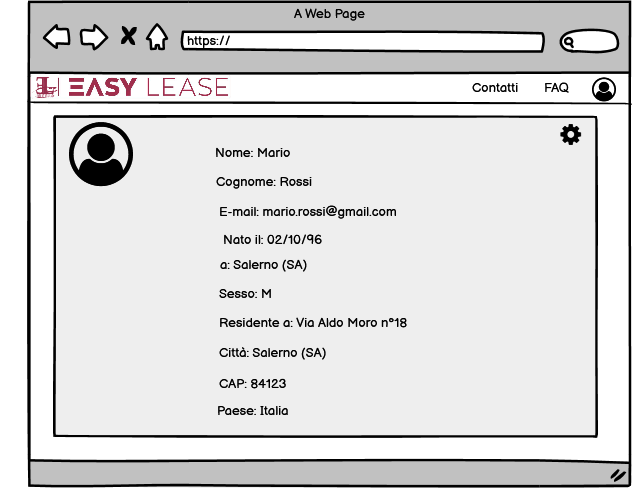 A Web Page
https://
EASY LEASE
Contatti
FAQ
Nome: Mario
Cognome: Rossi
E-mail: mario.rossi@gmail.com
Nato il: 02/10/96
a: Salerno (SA)
Sesso: M
Residente a: Via Aldo Moro n°18
Città: Salerno (SA)
CAP: 84123
Paese: Italia